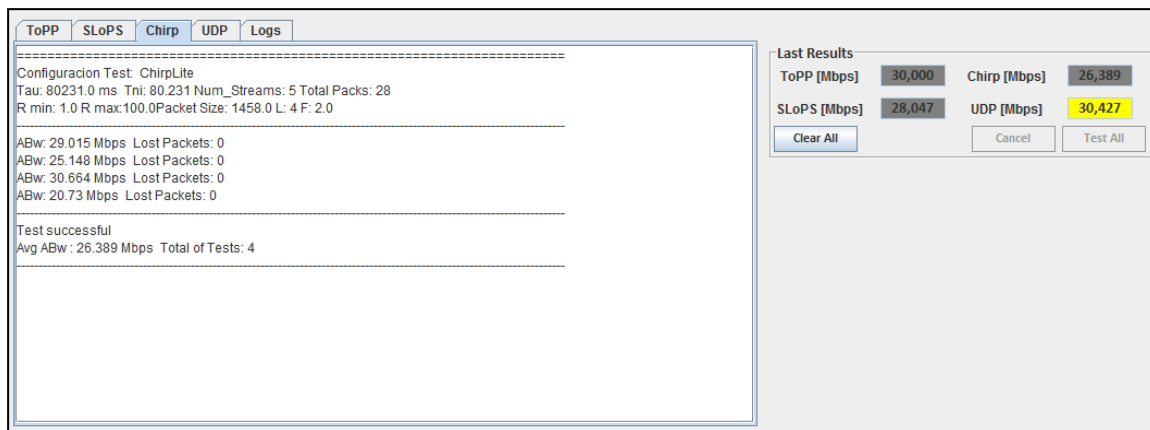 ToPP SLoPS Chirp UDP Logs
========================================================================
Configuracion Test: ChirpLite
Tau: 80231.0 ms Tni: 80.231 Num_Streams: 5 Total Packs: 28
R min: 1.0 R max:100.0Packet Size: 1458.0 L: 4 F: 2.0
ABw: 29.015 Mbps Lost Packets: 0
ABw: 25.148 Mbps Lost Packets: 0
ABw: 30.664 Mbps Lost Packets: 0
ABw: 20.73 Mbps Lost Packets: 0
Test successful
Avg ABw : 26.389 Mbps Total of Tests: 4
Last Results
ToPP [Mbps] 30,000 Chirp [Mbps] 26,389
SLoPS [Mbps] 28,047 UDP [Mbps] 30,427
Clear All Cancel Test All